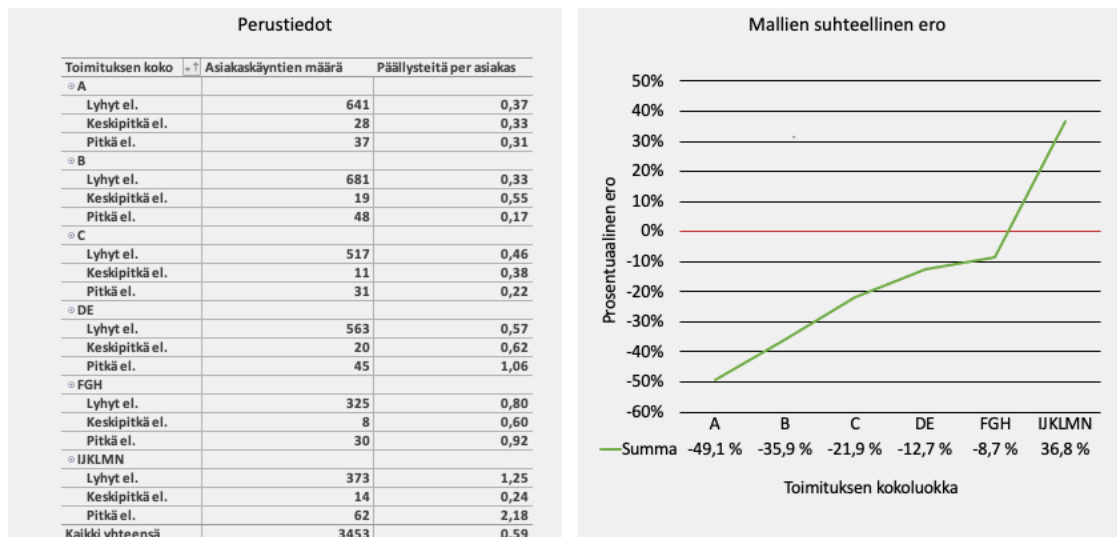 Perustiedot
Toimituksen koko Asiakaskäyntien määrä Päällysteitä per asiakas
A
Lyhyt el. 641 0,37
Keskipitkä el. 28 0,33
Pitkä el. 37 0,31
B
Lyhyt el. 681 0,33
Keskipitkä el. 19 0,55
Pitkä el. 48 0,17
C
Lyhyt el. 517 0,46
Keskipitkä el. 11 0,38
Pitkä el. 31 0,22
DE
Lyhyt el. 563 0,57
Keskipitkä el. 20 0,62
Pitkä el. 45 1,06
FGH
Lyhyt el. 325 0,80
Keskipitkä el. 8 0,60
Pitkä el. 30 0,92
IJKLMN
Lyhyt el. 373 1,25
Keskipitkä el. 14 0,24
Pitkä el. 62 2,18
Kaikki yhteensä 3453 0,59
Mallien suhteellinen ero
Prosentuaalinen ero
50%
40%
30%
20%
10%
0%
-10%
-20%
-30%
-40%
-50%
-60%
A B C DE FGH IJKLMN
Summa -49,1 % -35,9 % -21,9 % -12,7 % -8,7 % 36,8 %
Toimituksen kokoluokka